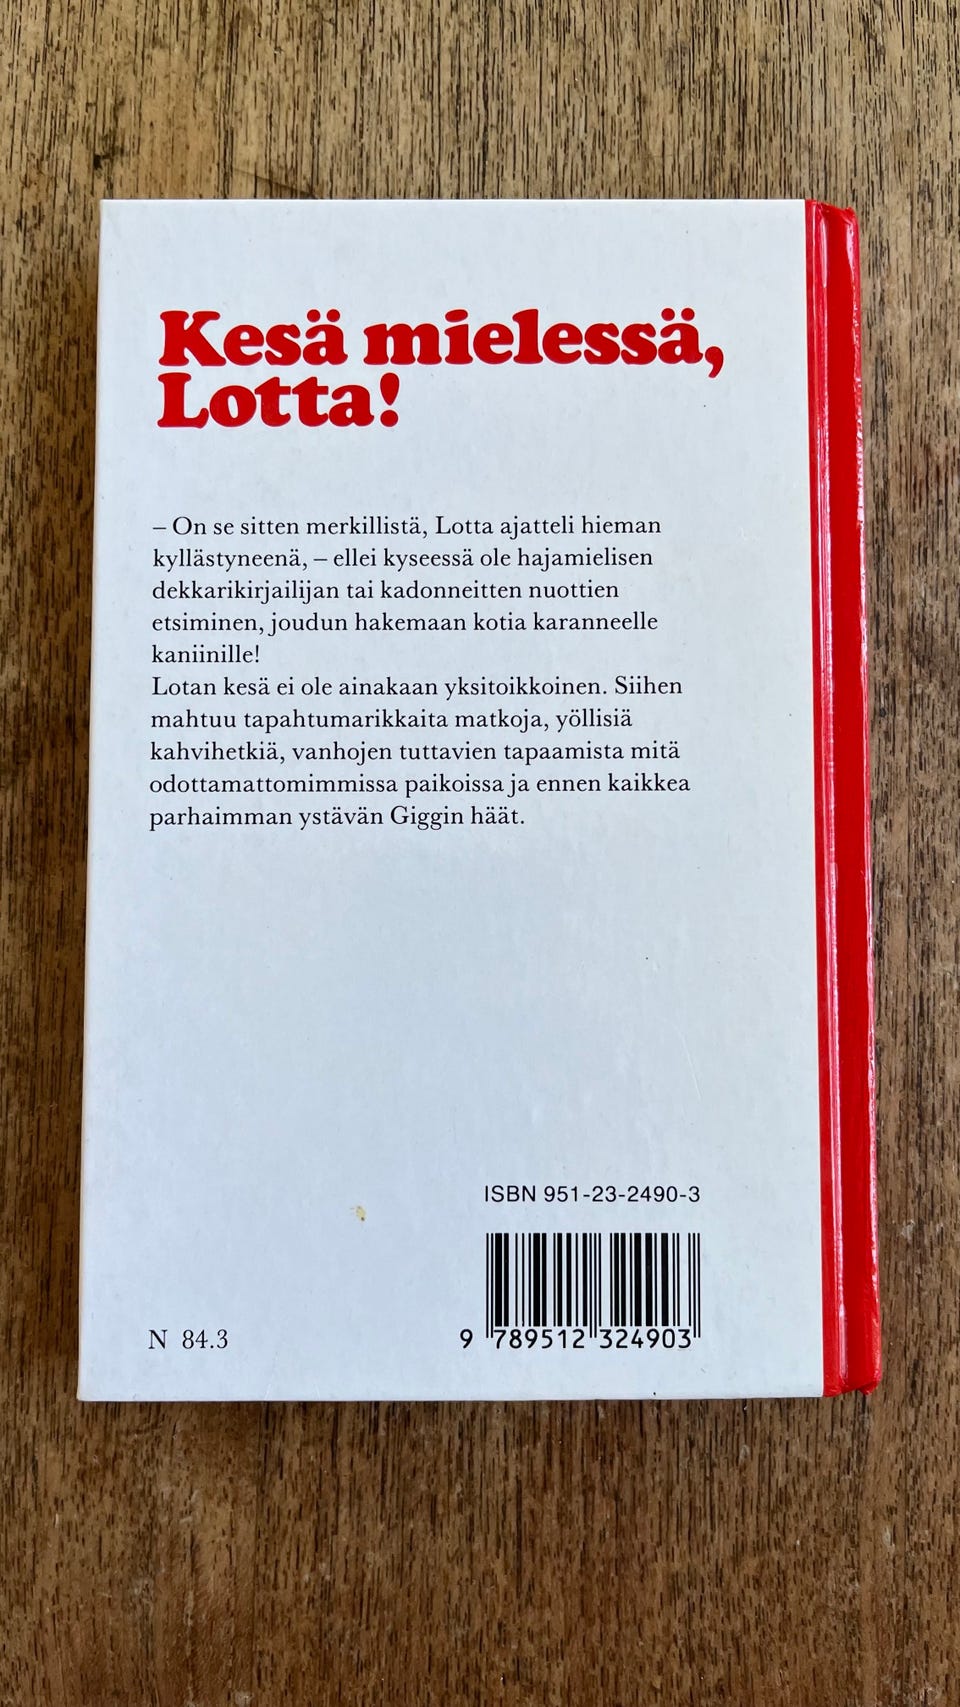 Kesä mielessä,
Lotta!
– On se sitten merkillistä, Lotta ajatteli hieman
kyllästyneenä, – ellei kyseessä ole hajamielisen
dekkarikirjailijan tai kadonneitten nuottien
etsiminen, joudun hakemaan kotia karanneelle
kaniinille!
Lotan kesä ei ole ainakaan yksitoikkoinen. Siihen
mahtuu tapahtumarikkaita matkoja, yöllisiä
kahvihetkiä, vanhojen tuttavien tapaamista mitä
odottamattomimmissa paikoissa ja ennen kaikkea
parhaimman ystävän Giggin häät.
ISBN 951-23-2490-3
N 84.3
9 789512 324903